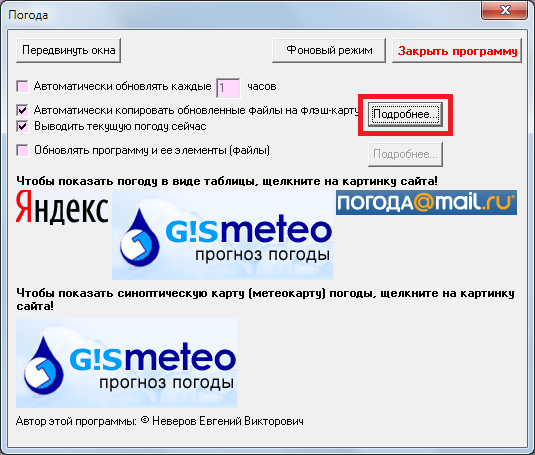 Погода
Передвинуть окна
Фоновый режим
Закрыть программу
Автоматически обновлять каждые 1 часов
Автоматически копировать обновленные файлы на флэш-карту
Подробнее...
Выводить текущую погоду сейчас
Обновлять программу и ее элементы (файлы)
Подробнее...
Чтобы показать погоду в виде таблицы, щелкните на картинку сайта!
Яндекс
G!Smeteo
прогноз погоды
ПОГОДА@mail.ru®
Чтобы показать синоптическую карту (метеокарту) погоды, щелкните на картинку
сайта!
G!Smeteo
прогноз погоды
Автор этой программы: © Неверов Евгений Викторович